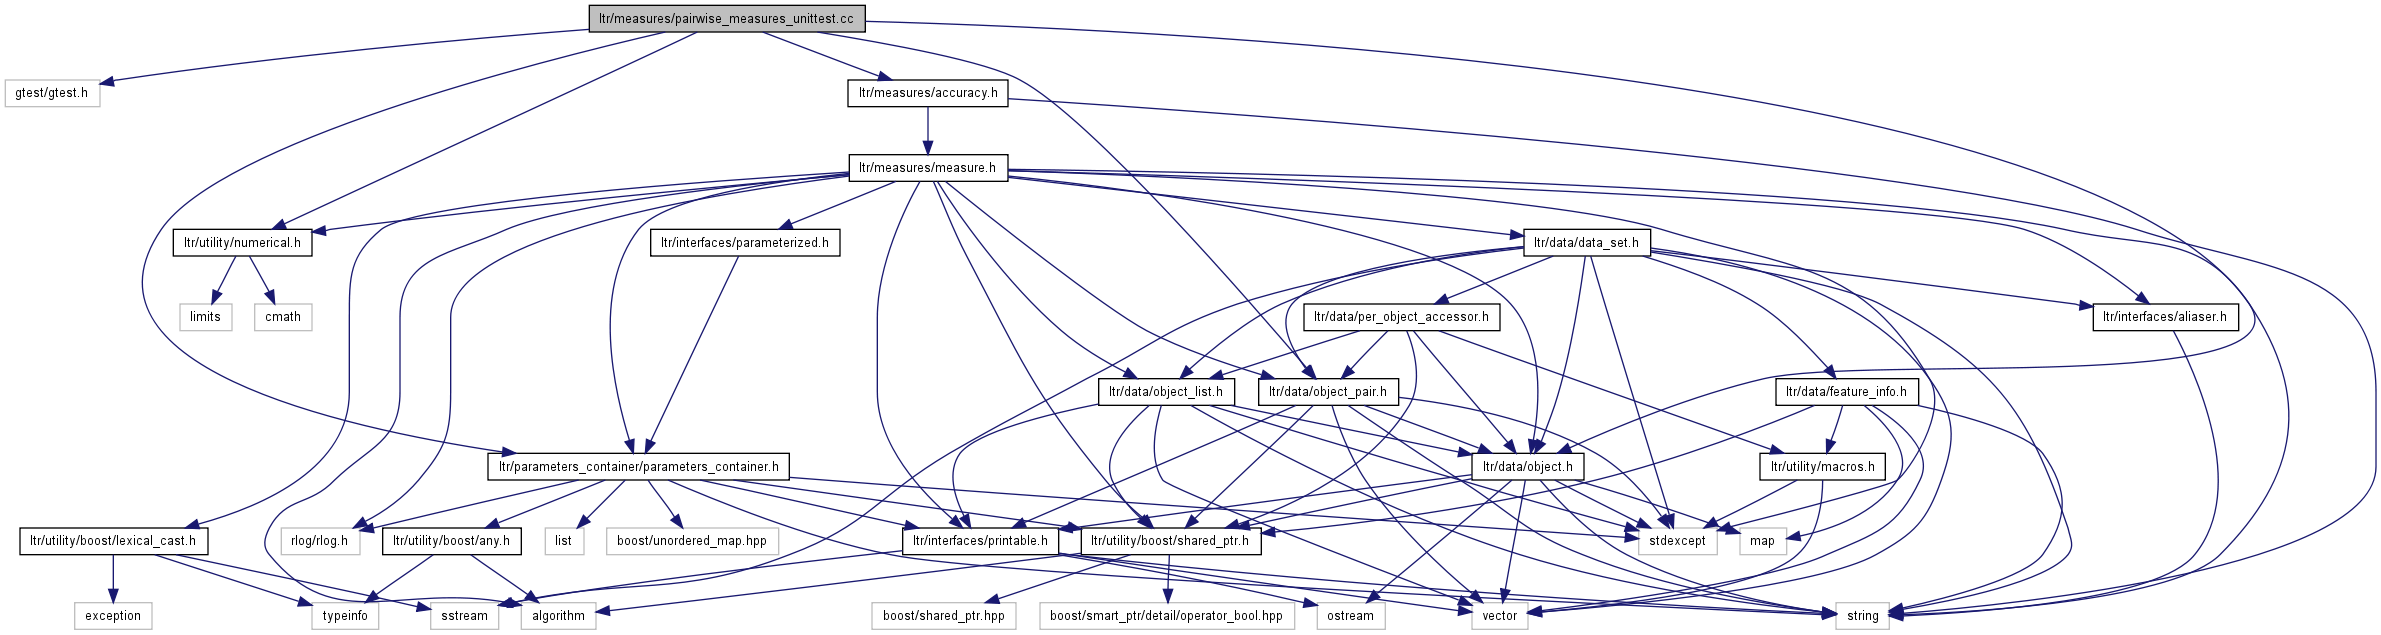 ltr/measures/pairwise_measures_unittest.cc
gtest/gtest.h
ltr/measures/accuracy.h
ltr/measures/measure.h
ltr/utility/numerical.h
ltr/interfaces/parameterized.h
ltr/data/data_set.h
limits
cmath
ltr/data/per_object_accessor.h
ltr/interfaces/aliaser.h
ltr/data/object_list.h
ltr/data/object_pair.h
ltr/data/feature_info.h
ltr/parameters_container/parameters_container.h
ltr/data/object.h
ltr/utility/macros.h
ltr/utility/boost/lexical_cast.h
rlog/rlog.h
ltr/utility/boost/any.h
list
boost/unordered_map.hpp
ltr/interfaces/printable.h
ltr/utility/boost/shared_ptr.h
stdexcept
map
exception
typeinfo
sstream
algorithm
boost/shared_ptr.hpp
boost/smart_ptr/detail/operator_bool.hpp
ostream
vector
string